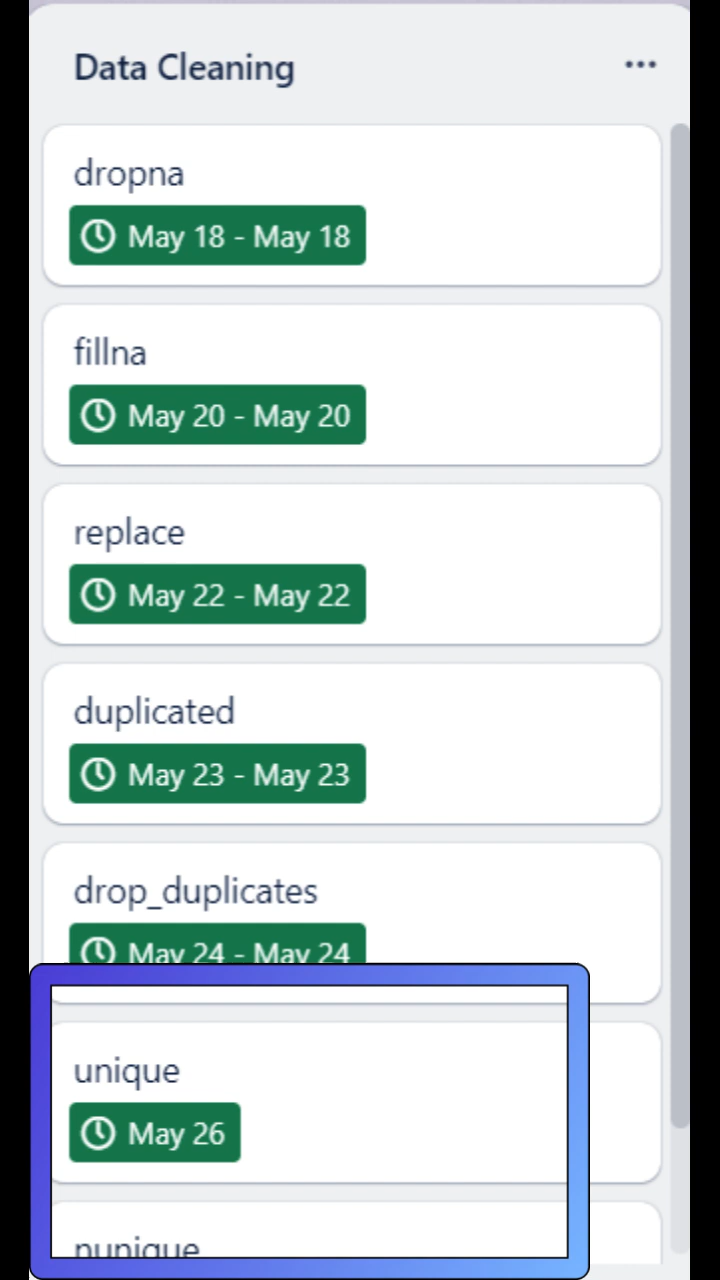 Data Cleaning
dropna
May 18 - May 18
fillna
May 20 - May 20
replace
May 22 - May 22
duplicated
May 23 - May 23
drop_duplicates
May 24 - May 24
unique
May 26
nunique